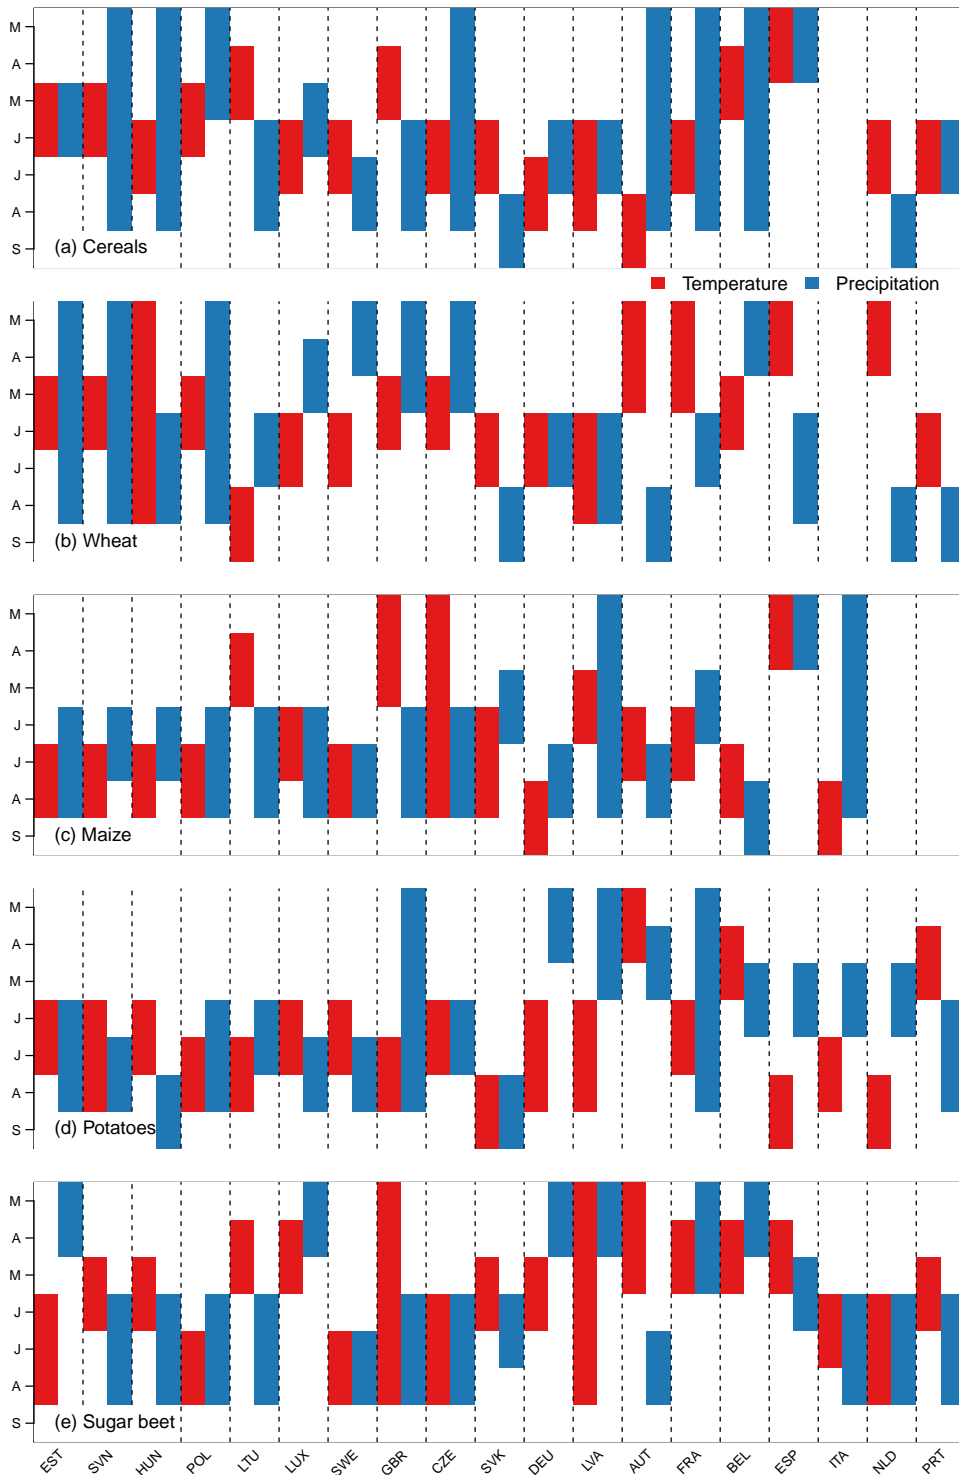 M
A
M
J
J
A
S
(a) Cereals
Temperature Precipitation
M
A
M
J
J
A
S
(b) Wheat
M
A
M
J
J
A
S
(c) Maize
M
A
M
J
J
A
S
(d) Potatoes
M
A
M
J
J
A
S
(e) Sugar beet
EST SVN HUN POL LTU LUX SWE GBR CZE SVK DEU LVA AUT FRA BEL ESP ITA NLD PRT